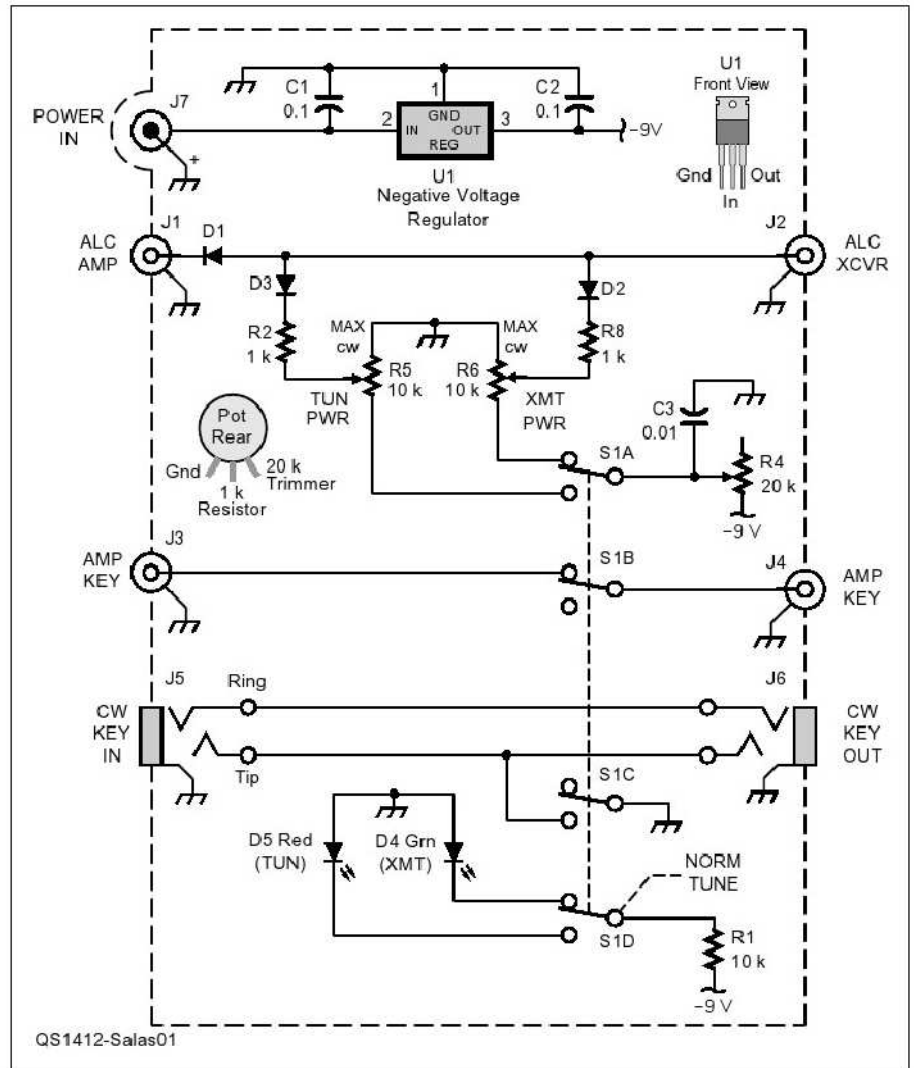 U1
Front View
C1
0.1
1
C2
0.1
J7
POWER
IN
+
2
IN
GND
OUT
REG
3
−9V
U1
Negative Voltage
Regulator
Gnd
Out
In
J1
ALC
AMP
D1
J2
ALC
XCVR
D3
D2
R2
1 k
MAX
cw
MAX
cw
R8
1 k
R5
10 k
R6
10 k
TUN
PWR
XMT
PWR
C3
0.01
Pot
Rear
Gnd
20 k
Trimmer
1 k
Resistor
S1A
R4
20 k
−9 V
J3
AMP
KEY
S1B
J4
AMP
KEY
J5
Ring
J6
CW
KEY
IN
CW
KEY
OUT
Tip
S1C
D5 Red
(TUN)
D4 Grn
(XMT)
NORM
TUNE
S1D
R1
10 k
−9 V
QS1412-Salas01